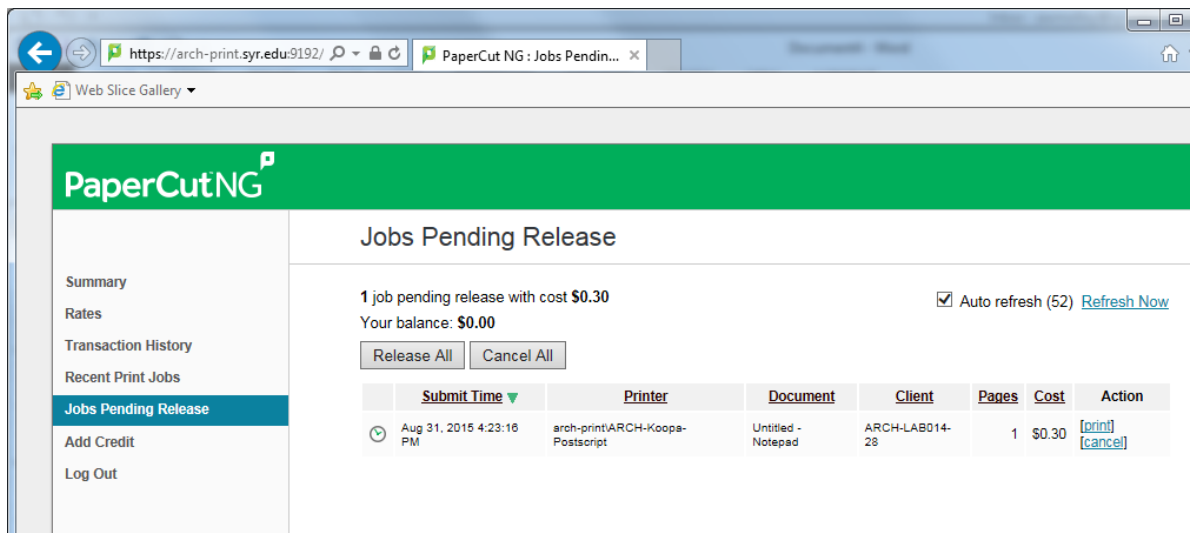 https://arch-print.syr.edu:9192/
PaperCut NG : Jobs Pendin...
Web Slice Gallery
PaperCut NG
Jobs Pending Release
Summary
Rates
Transaction History
Recent Print Jobs
Jobs Pending Release
Add Credit
Log Out
1 job pending release with cost $0.30
Auto refresh (52) Refresh Now
Your balance: $0.00
Release All Cancel All
Submit Time Printer Document Client Pages Cost Action
Aug 31, 2015 4:23:16 PM
arch-print\ARCH-Koopa-Postscript
Untitled - Notepad
ARCH-LAB014-28
1 $0.30 [print]
[cancel]